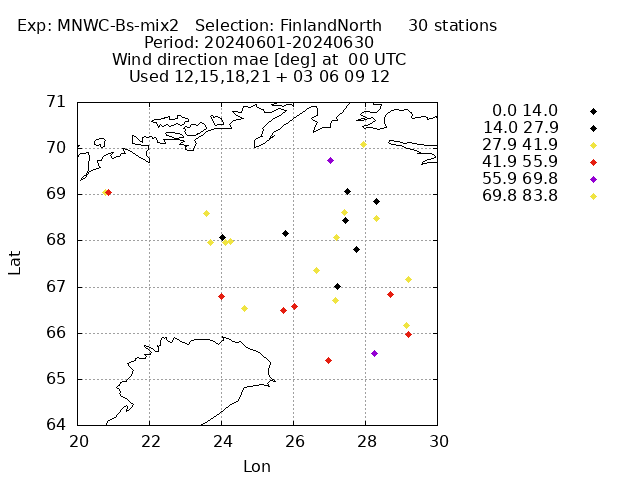 Exp: MNWC-Bs-mix2 Selection: FinlandNorth 30 stations
Period: 20240601-20240630
Wind direction mae [deg] at 00 UTC
Used 12,15,18,21 + 03 06 09 12
0.0 14.0
14.0 27.9
27.9 41.9
41.9 55.9
55.9 69.8
69.8 83.8
71
70
69
68
67
66
65
64
Lat
20 22 24 26 28 30
Lon